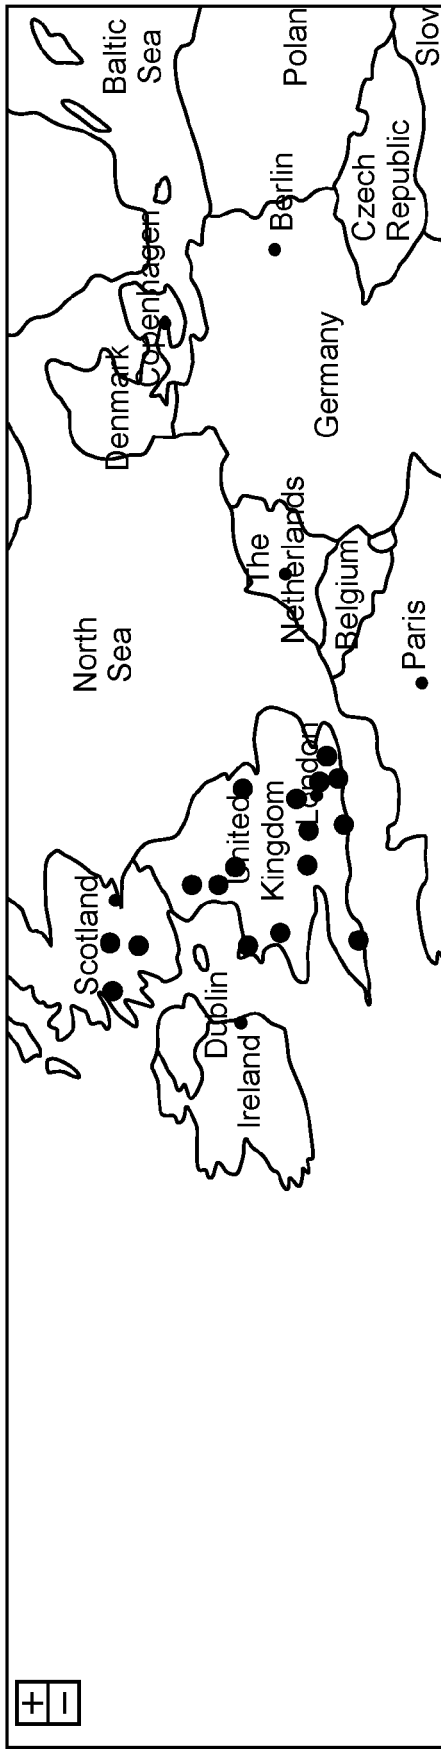 +
−
Scotland
North
Sea
Denmark
Copenhagen
Baltic
Sea
Dublin
Ireland
United
Kingdom
London
The
Netherlands
Belgium
Germany
Berlin
Polan
Czech
Republic
Paris
Slov